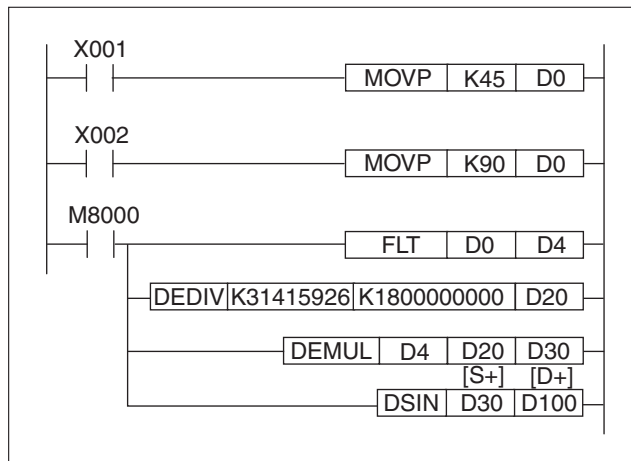 X001
MOVP K45 D0
X002
MOVP K90 D0
M8000
FLT D0 D4
DEDIV K31415926 K1800000000 D20
DEMUL D4 D20 D30
[S+] [D+]
DSIN D30 D100